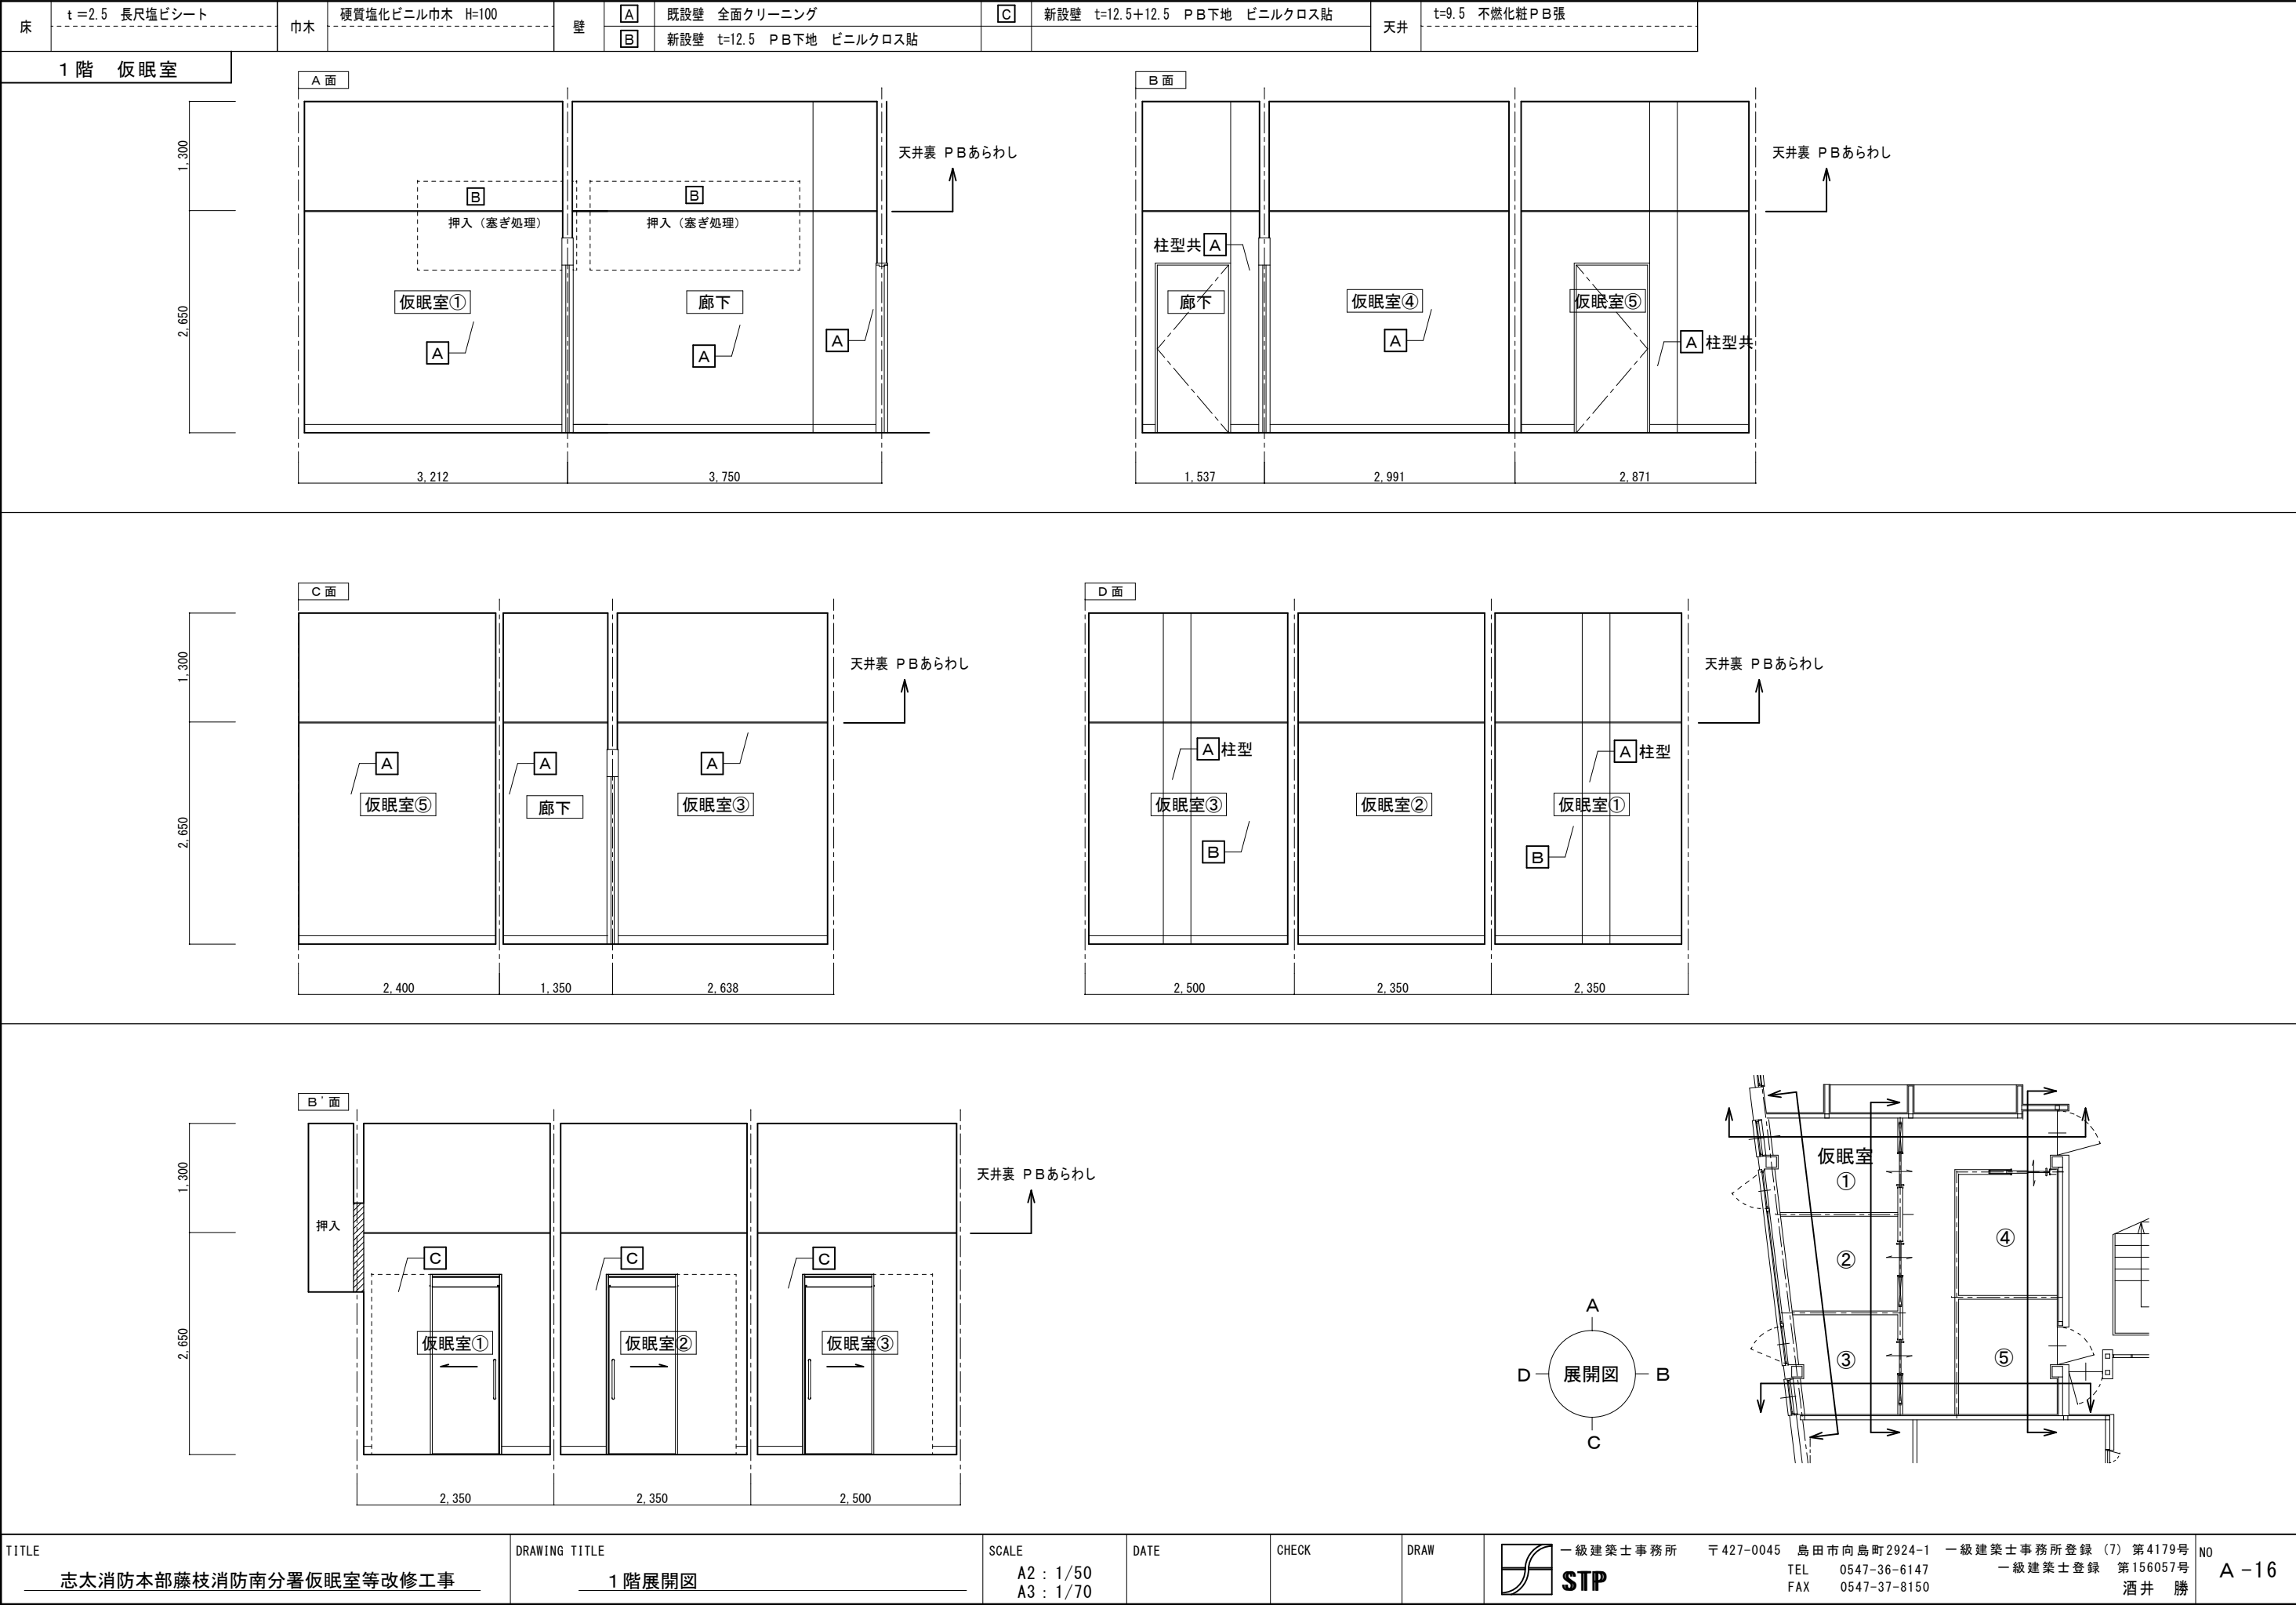 床
t＝2.5　長尺塩ビシート
巾木
硬質塩化ビニル巾木　H=100
壁
A
既設壁　全面クリーニング
B
新設壁　t=12.5　PB下地　ビニルクロス貼
C
新設壁　t=12.5＋12.5　PB下地　ビニルクロス貼
天井
t=9.5　不燃化粧PB張
1階　仮眠室
A面
1,300
2,650
B
押入（塞ぎ処理）
B
押入（塞ぎ処理）
仮眠室①
A
廊下
A
A
天井裏 PBあらわし
3,212
3,750
B面
柱型共 A
廊下
仮眠室④
A
仮眠室⑤
A 柱型共
天井裏 PBあらわし
1,537
2,991
2,871
C面
1,300
2,650
A
仮眠室⑤
A
廊下
A
仮眠室③
天井裏 PBあらわし
2,400
1,350
2,638
D面
A 柱型
仮眠室③
B
仮眠室②
A 柱型
仮眠室①
B
天井裏 PBあらわし
2,500
2,350
2,350
B'面
1,300
2,650
押入
C
仮眠室①
C
仮眠室②
C
仮眠室③
天井裏 PBあらわし
2,350
2,350
2,500
A
D
展開図
B
C
仮眠室
①
②
③
④
⑤
TITLE
志太消防本部藤枝消防南分署仮眠室等改修工事
DRAWING TITLE
1階展開図
SCALE
A2 : 1/50
A3 : 1/70
DATE
CHECK
DRAW
一級建築士事務所
STP
〒427-0045　島田市向島町2924-1
TEL　0547-36-6147
FAX　0547-37-8150
一級建築士事務所登録 (7) 第4179号
一級建築士登録　第156057号
酒井　勝
NO
A -16